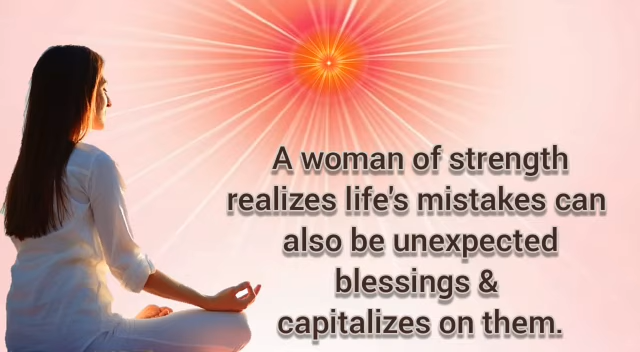 A woman of strength
realizes life's mistakes can
also be unexpected
blessings &
capitalizes on them.